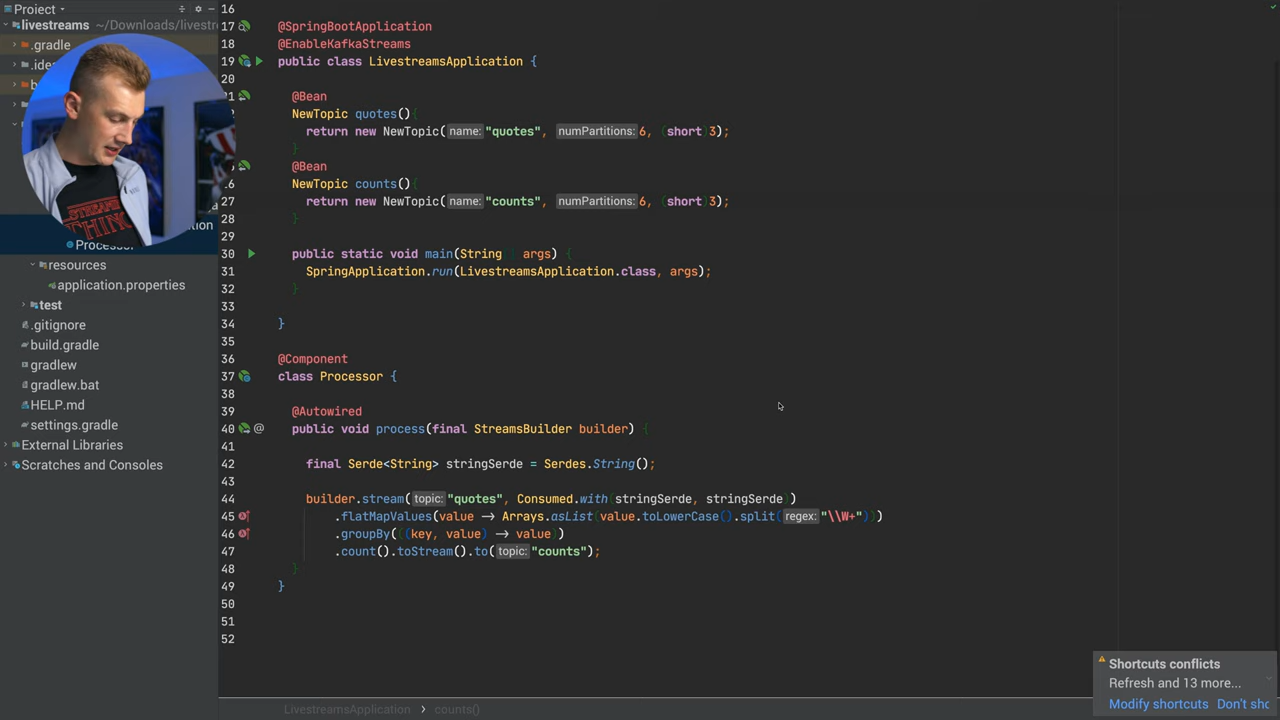 Project
livestreams ~/Downloads/livestr
.gradle
.ide
resources
application.properties
test
.gitignore
build.gradle
gradlew
gradlew.bat
HELP.md
settings.gradle
External Libraries
Scratches and Consoles
16
17 @SpringBootApplication
18 @EnableKafkaStreams
19 public class LivestreamsApplication {
20
@Bean
NewTopic quotes(){
return new NewTopic( name: "quotes", numPartitions: 6, (short)3);
}
@Bean
NewTopic counts(){
27 return new NewTopic( name: "counts", numPartitions: 6, (short)3);
28 }
29
30 public static void main(String[] args) {
31 SpringApplication.run(LivestreamsApplication.class, args);
32 }
33
34 }
35
36 @Component
37 class Processor {
38
39 @Autowired
40 public void process(final StreamsBuilder builder) {
41
42 final Serde<String> stringSerde = Serdes.String();
43
44 builder.stream( topic: "quotes", Consumed.with(stringSerde, stringSerde))
45 .flatMapValues(value → Arrays.asList(value.toLowerCase().split( regex: "\\W+")))
46 .groupBy((key, value) → value)
47 .count().toStream().to( topic: "counts");
48 }
49 }
50
51
52
Shortcuts conflicts
Refresh and 13 more...
Modify shortcuts Don't sho
LivestreamsApplication > counts()